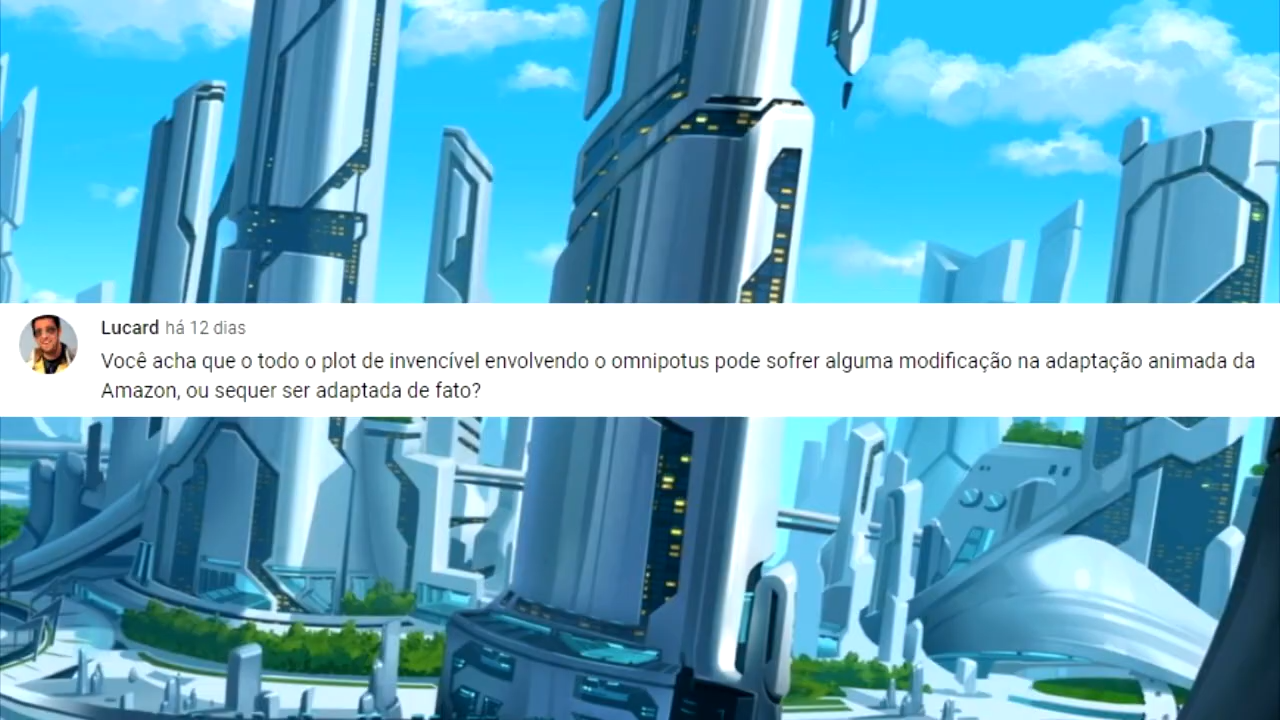 Lucard há 12 dias
Você acha que o todo o plot de invencível envolvendo o omnipotus pode sofrer alguma modificação na adaptação animada da
Amazon, ou sequer ser adaptada de fato?